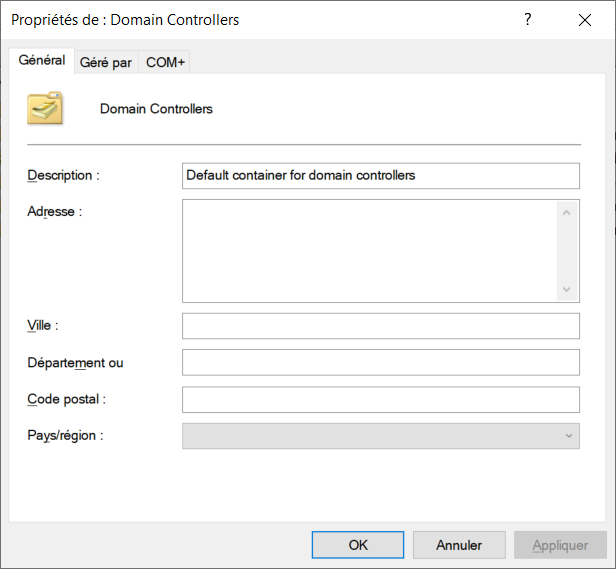 Propriétés de : Domain Controllers
?
Général Géré par COM+
Domain Controllers
Description : Default container for domain controllers
Adresse :
Ville :
Département ou
Code postal :
Pays/région :
OK Annuler Appliquer